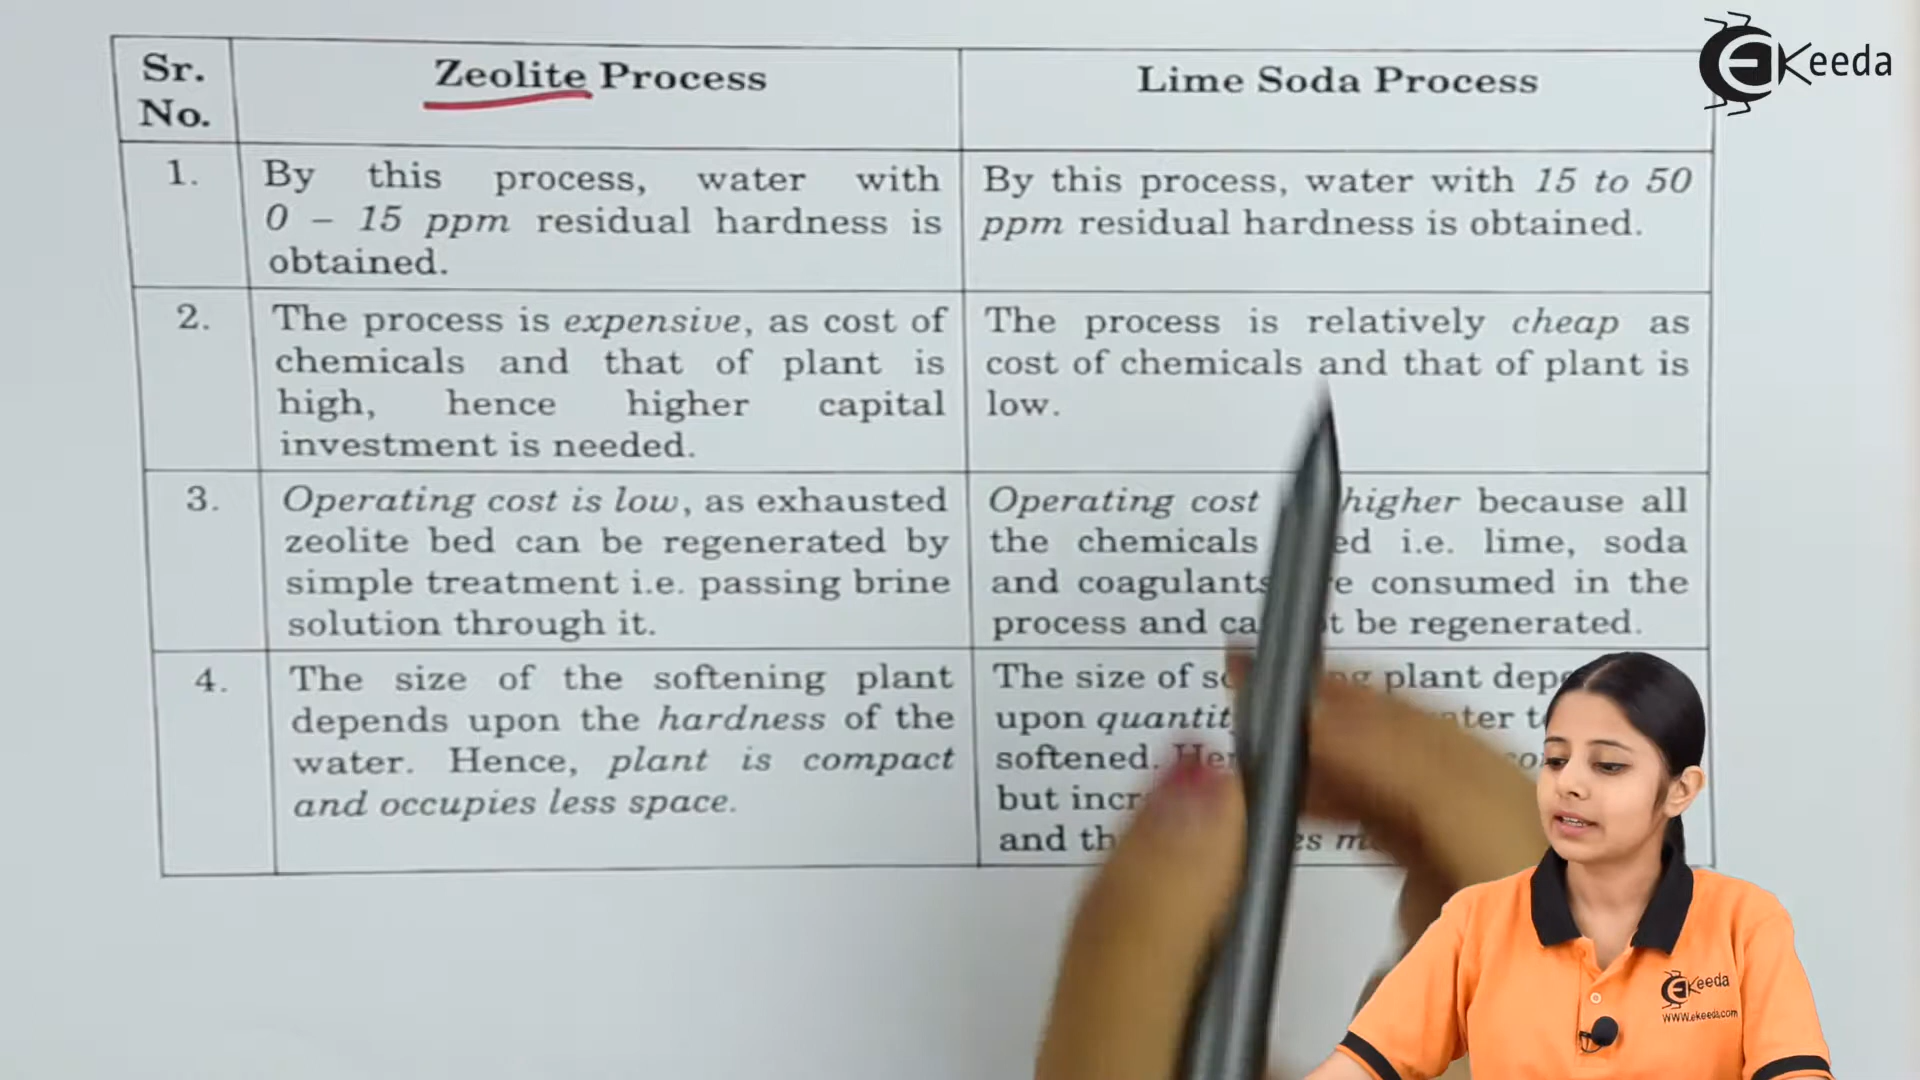 Sr.
No.
Zeolite Process
Lime Soda Process
1.
By this process, water with
0 – 15 ppm residual hardness is
obtained.
By this process, water with 15 to 50
ppm residual hardness is obtained.
2.
The process is expensive, as cost of
chemicals and that of plant is
high, hence higher capital
investment is needed.
The process is relatively cheap as
cost of chemicals and that of plant is
low.
3.
Operating cost is low, as exhausted
zeolite bed can be regenerated by
simple treatment i.e. passing brine
solution through it.
Operating cost higher because all
the chemicals i.e. lime, soda
and coagulants consumed in the
process and be regenerated.
4.
The size of the softening plant
depends upon the hardness of the
water. Hence, plant is compact
and occupies less space.
The size of plant
upon
softened.
but
and
eKeeda
eKeeda
www.ekeeda.com